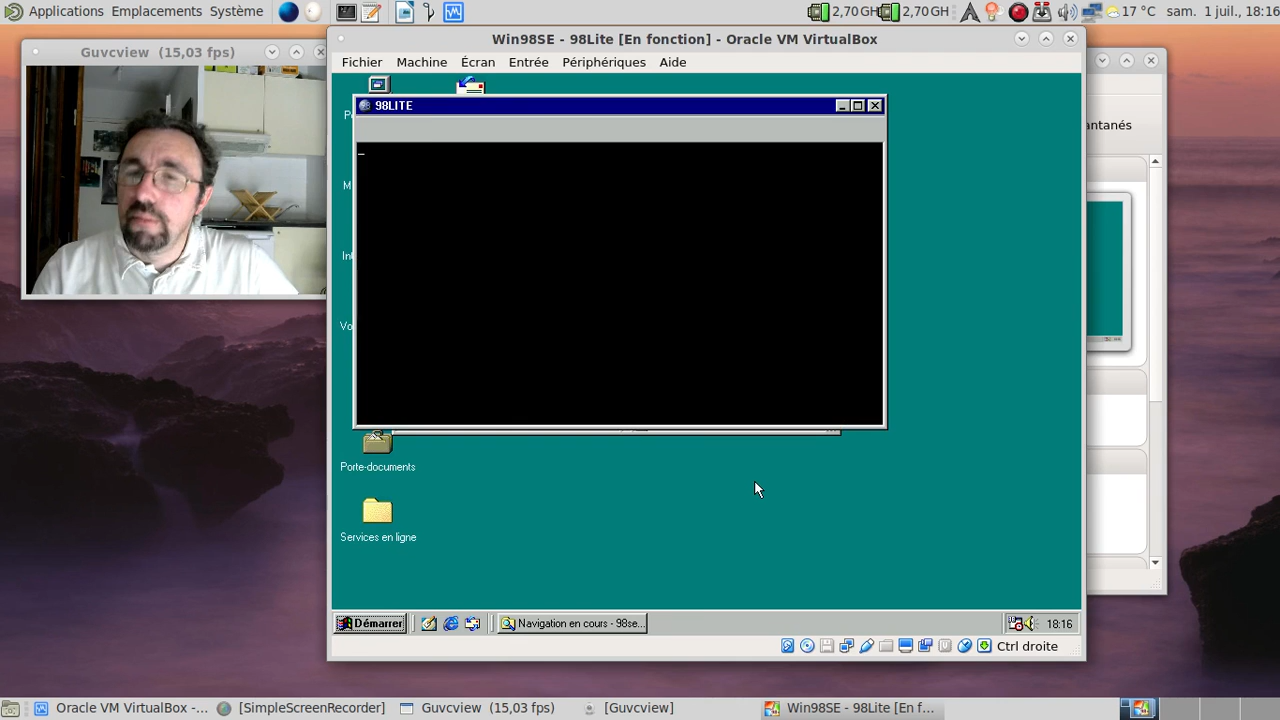 Applications Emplacements Système
2,70 GH 2,70 GH 17 °C sam. 1 juil., 18:16
Guvcview (15,03 fps)
Win98SE - 98Lite [En fonction] - Oracle VM VirtualBox
Fichier Machine Écran Entrée Périphériques Aide
antanés
98LITE
Porte-documents
Services en ligne
Démarrer
Navigation en cours - 98se...
18:16
Ctrl droite
Oracle VM VirtualBox -... [SimpleScreenRecorder] Guvcview (15,03 fps) [Guvcview] Win98SE - 98Lite [En f...